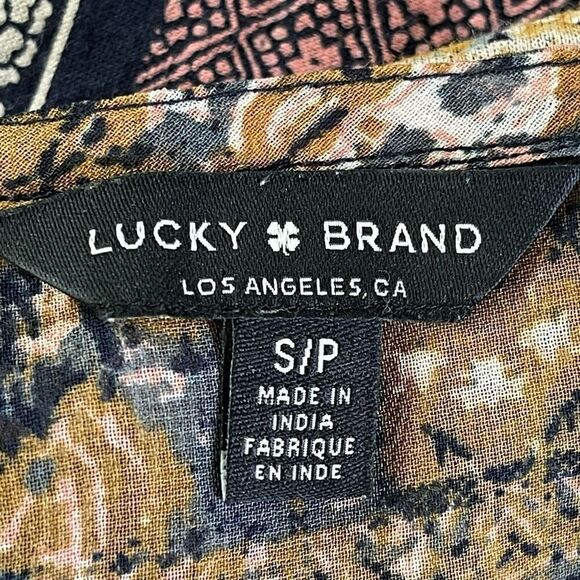 LUCKY BRAND
LOS ANGELES, CA
S/P
MADE IN
INDIA
FABRIQUE
EN INDE